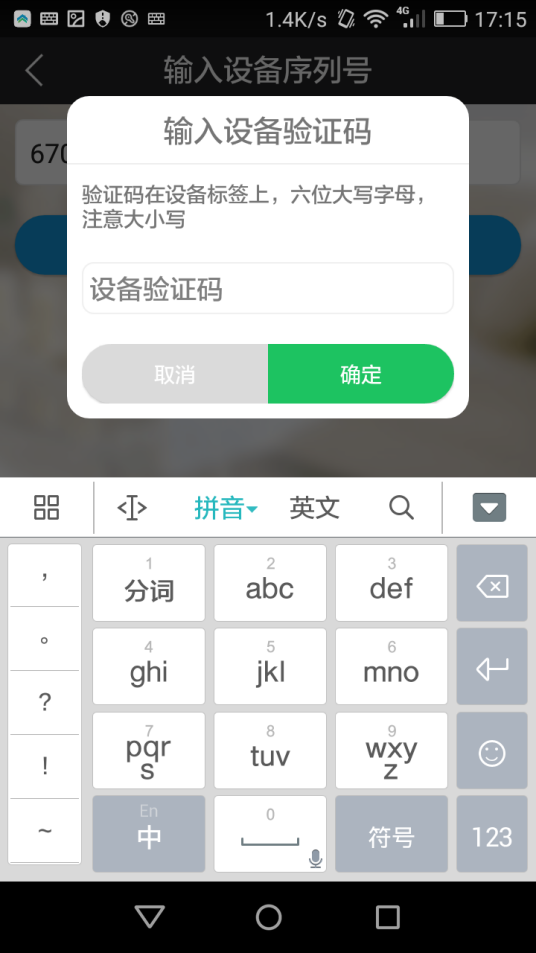 1.4K/s 4G 17:15
输入设备序列号
670
输入设备验证码
验证码在设备标签上，六位大写字母，
注意大小写
设备验证码
取消 确定
拼音 英文
， 1 分词 2 abc 3 def
。 4 ghi 5 jkl 6 mno
? 7 pqrs 8 tuv 9 wxyz
!
~ En 中 0 符号 123